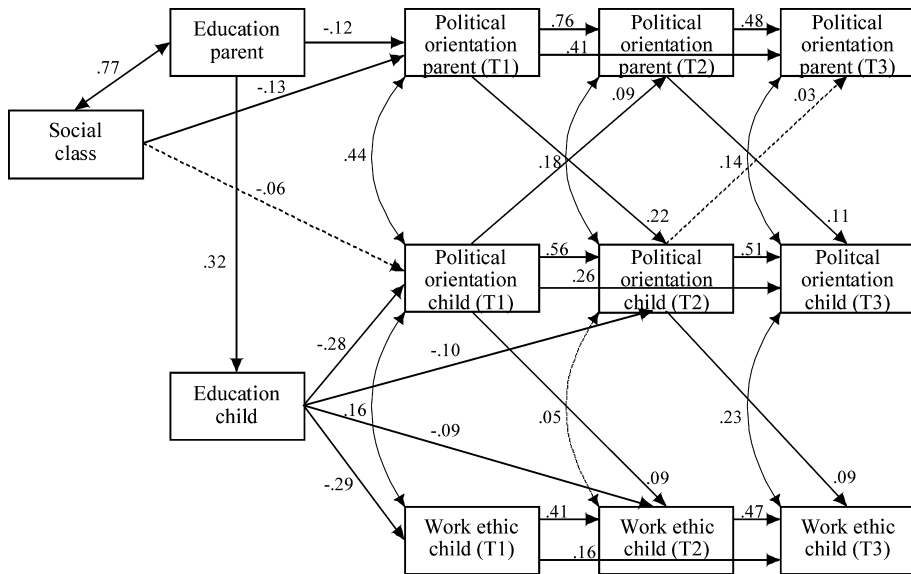 Education
parent
Social
class
Education
child
Political
orientation
parent (T1)
Political
orientation
parent (T2)
Political
orientation
parent (T3)
Political
orientation
child (T1)
Political
orientation
child (T2)
Politcal
orientation
child (T3)
Work ethic
child (T1)
Work ethic
child (T2)
Work ethic
child (T3)
.77
-.12
-.13
-.06
.32
-.28
-.10
-.09
-.29
.76
.48
.41
.44
.09
.18
.22
.03
.14
.11
.56
.51
.26
.16
.05
.23
.09
.09
.41
.47
.16